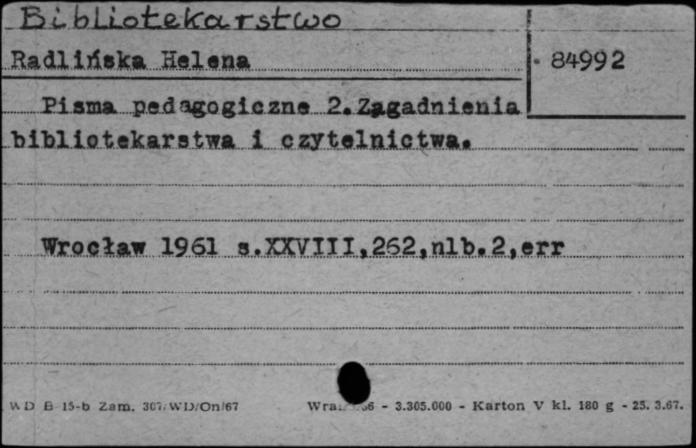 Bibliotekarstwo
Radlińska Helena
84992
Pisma pedagogiczne 2.Zagadnienia
bibliotekarstwa i czytelnictwa.
Wrocław 1961 s.XXVIII,262,nlb.2,err
WD B 15-b Zam. 307/WD/On/67 - 3.305.000 - Karton V kl. 180 g - 25. 3.67.